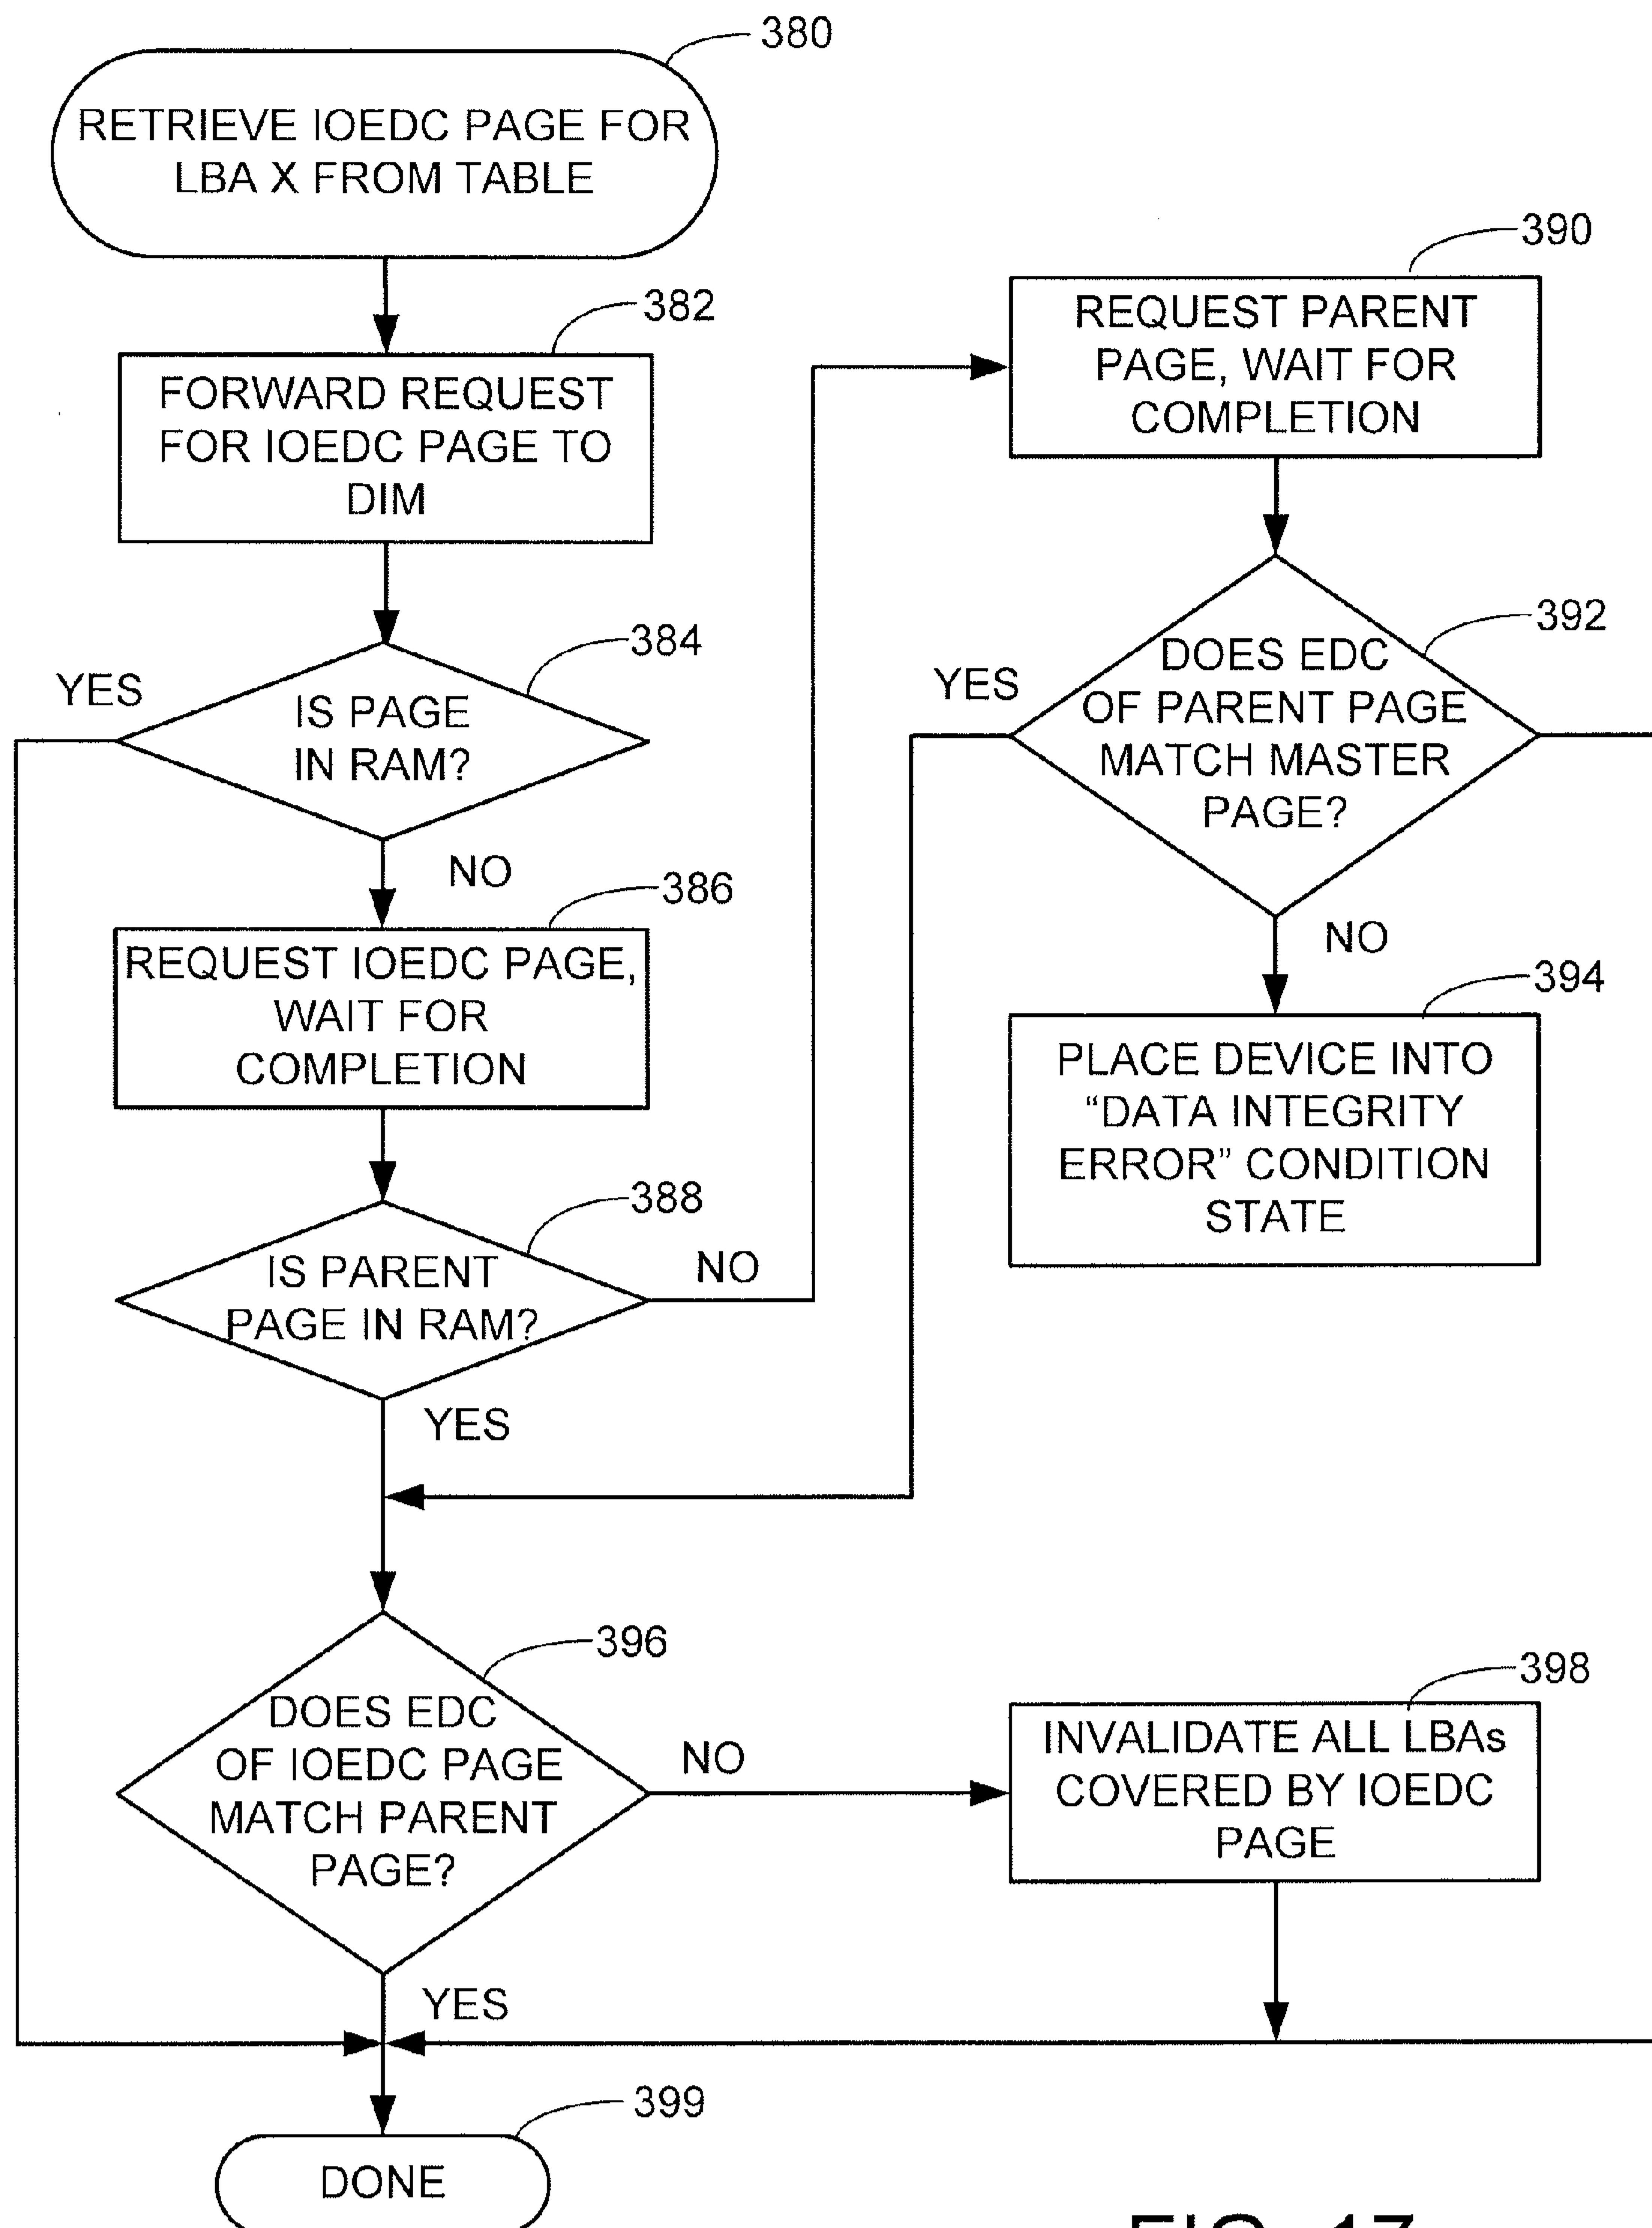 380
RETRIEVE IOEDC PAGE FOR
LBA X FROM TABLE
382
FORWARD REQUEST
FOR IOEDC PAGE TO
DIM
384
YES
IS PAGE
IN RAM?
NO
386
REQUEST IOEDC PAGE,
WAIT FOR
COMPLETION
388
IS PARENT
PAGE IN RAM?
NO
YES
390
REQUEST PARENT
PAGE, WAIT FOR
COMPLETION
392
YES
DOES EDC
OF PARENT PAGE
MATCH MASTER
PAGE?
NO
394
PLACE DEVICE INTO
“DATA INTEGRITY
ERROR” CONDITION
STATE
396
DOES EDC
OF IOEDC PAGE
MATCH PARENT
PAGE?
NO
398
INVALIDATE ALL LBAs
COVERED BY IOEDC
PAGE
YES
399
DONE
FIG. 17